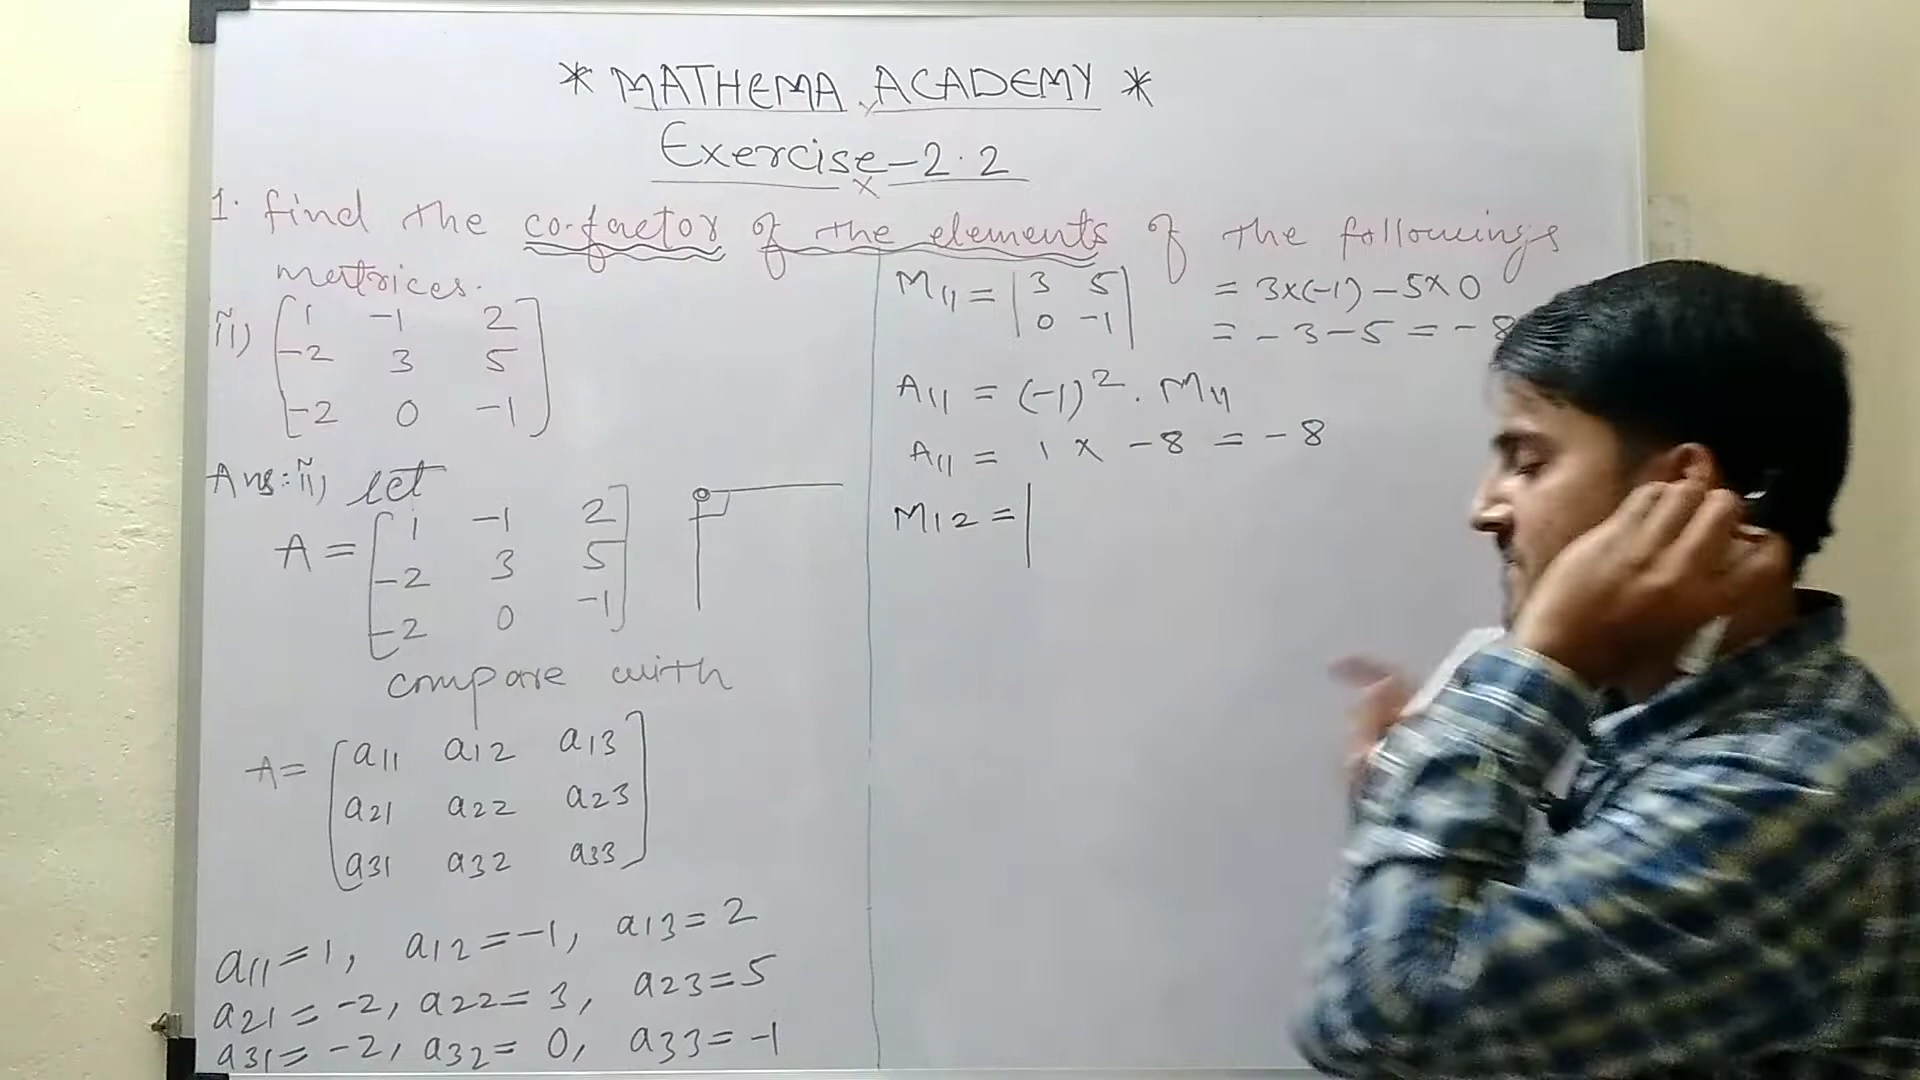 * MATHEMA ACADEMY *
Exercise-2.2
x
1. find the co-factor of the elements of the followings
matrices.
ii) [1 -1 2
-2 3 5
-2 0 -1]
Ans: ii) let
A = [1 -1 2
-2 3 5
-2 0 -1]
compare with
A = [a11 a12 a13
a21 a22 a23
a31 a32 a33]
a11 = 1, a12 = -1, a13 = 2
a21 = -2, a22 = 3, a23 = 5
a31 = -2, a32 = 0, a33 = -1
M11 = |3 5
0 -1|
= 3x(-1) - 5x0
= -3 - 5 = -8
A11 = (-1)² . M11
A11 = 1 x -8 = -8
M12 = |